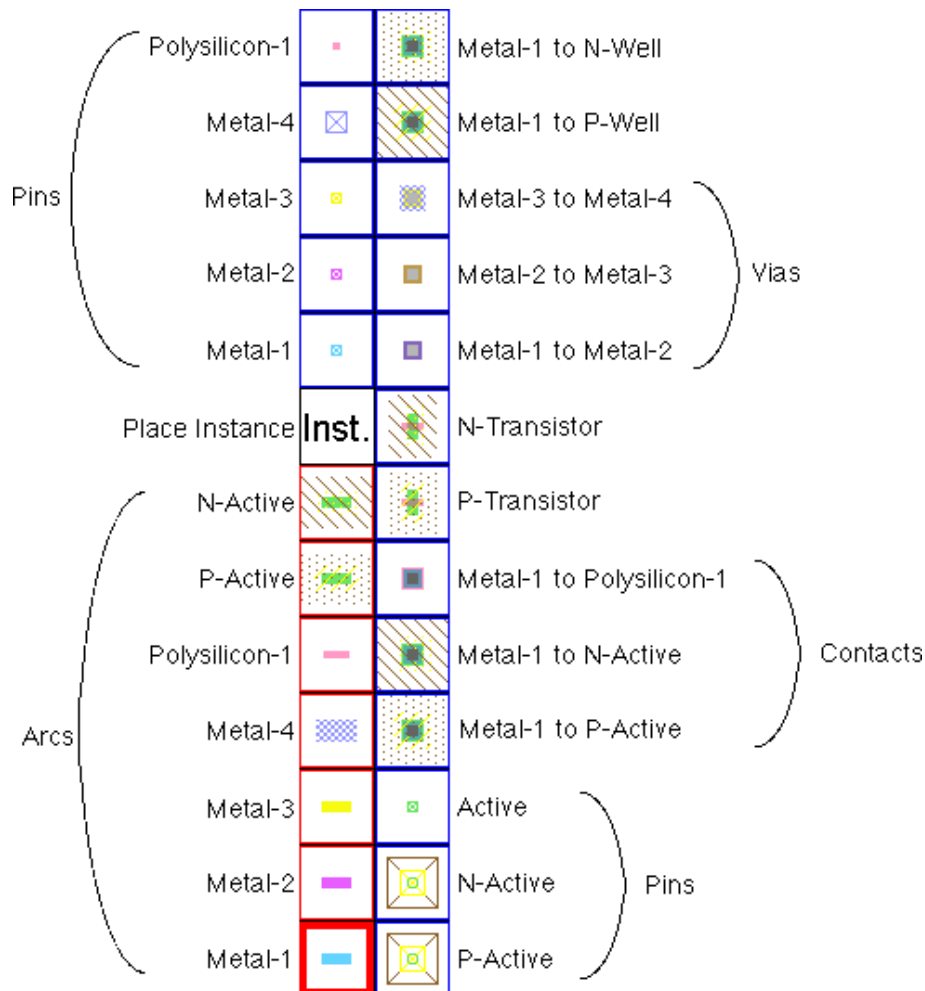 Polysilicon-1
Metal-1 to N-Well
Metal-4
Metal-1 to P-Well
Pins
Metal-3
Metal-3 to Metal-4
Metal-2
Metal-2 to Metal-3
Vias
Metal-1
Metal-1 to Metal-2
Place Instance
Inst.
N-Transistor
N-Active
P-Transistor
P-Active
Metal-1 to Polysilicon-1
Polysilicon-1
Metal-1 to N-Active
Contacts
Arcs
Metal-4
Metal-1 to P-Active
Metal-3
Active
Metal-2
N-Active
Pins
Metal-1
P-Active